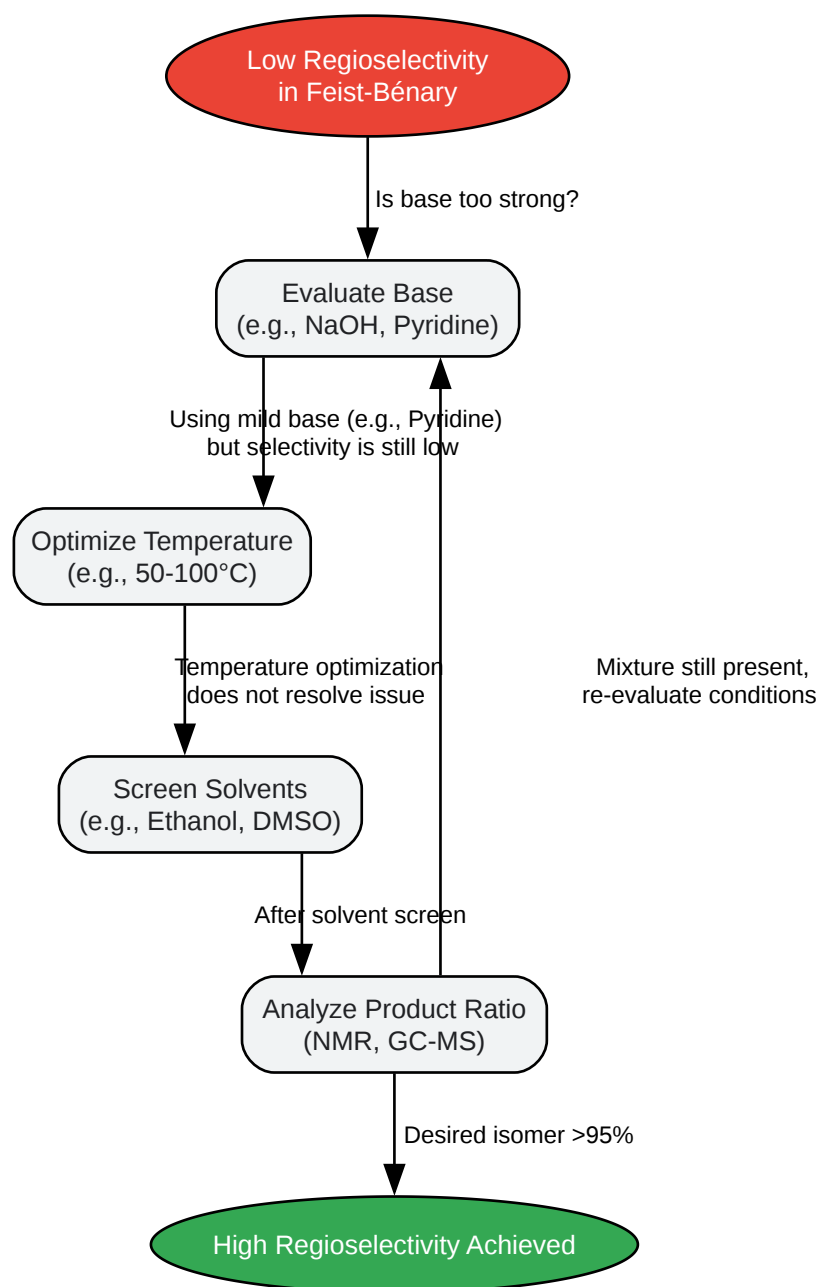 Low Regioselectivity
in Feist-Bénary
Is base too strong?
Evaluate Base
(e.g., NaOH, Pyridine)
Using mild base (e.g., Pyridine)
but selectivity is still low
Optimize Temperature
(e.g., 50-100°C)
Temperature optimization
does not resolve issue
Mixture still present,
re-evaluate conditions
Screen Solvents
(e.g., Ethanol, DMSO)
After solvent screen
Analyze Product Ratio
(NMR, GC-MS)
Desired isomer >95%
High Regioselectivity Achieved